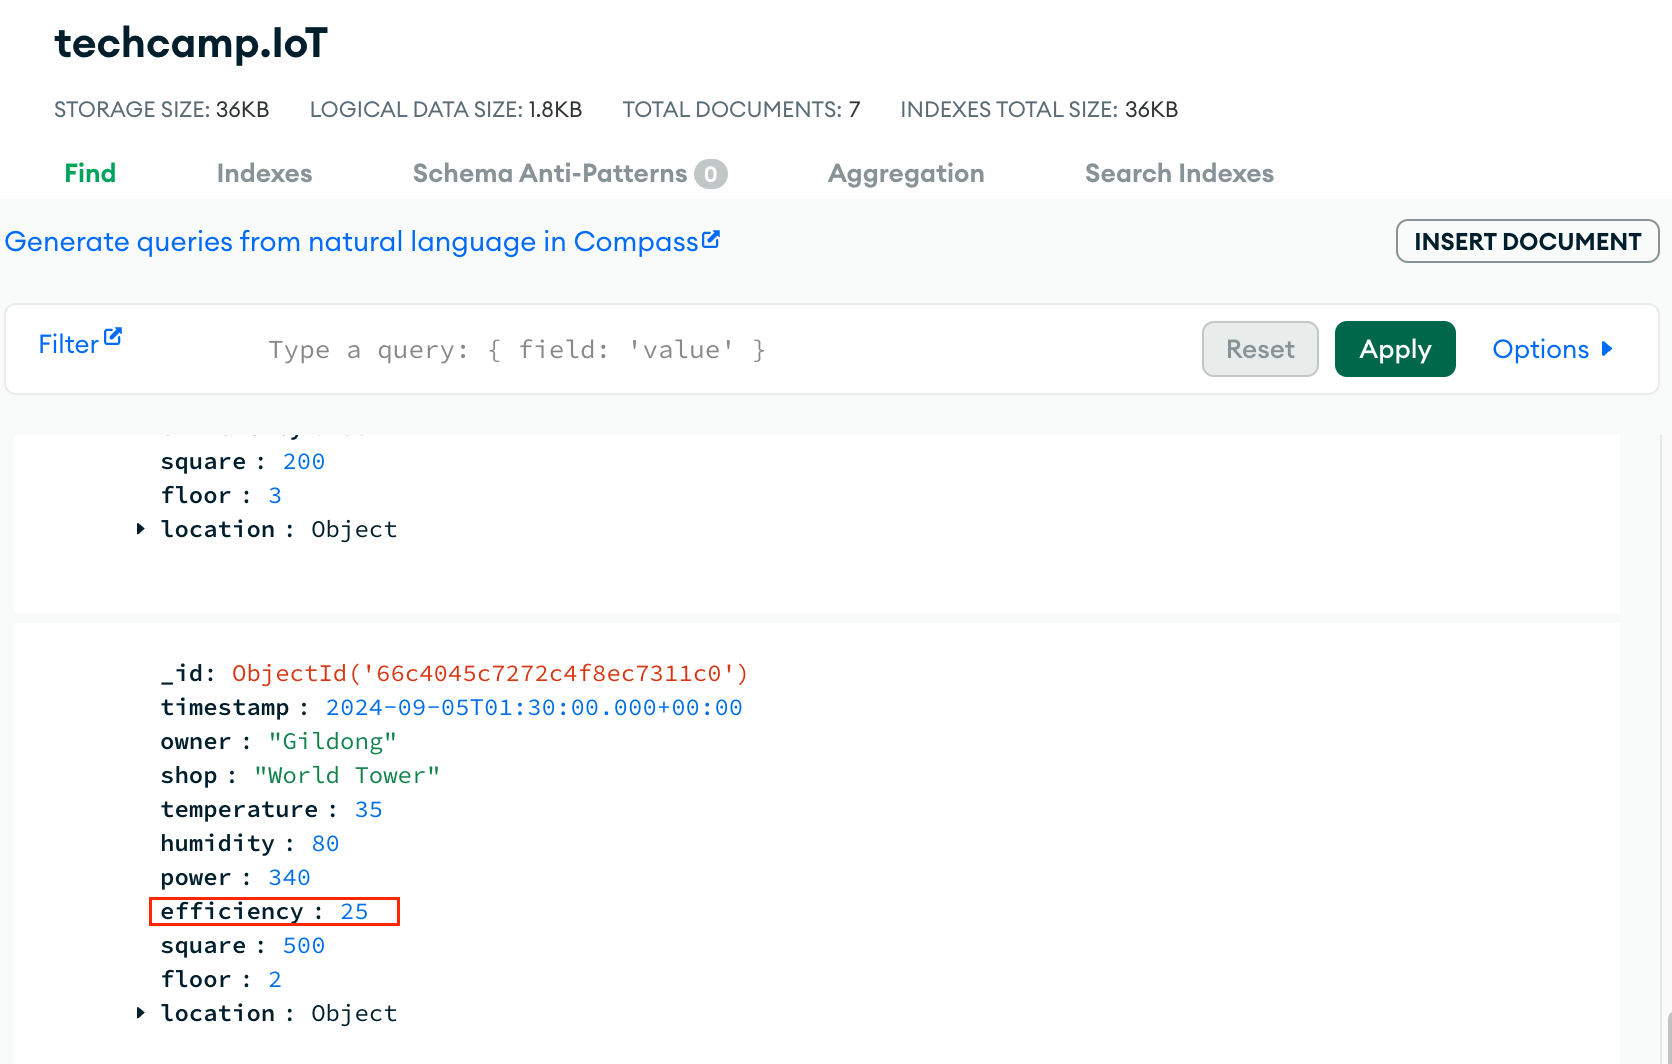 techcamp.IoT
STORAGE SIZE: 36KB LOGICAL DATA SIZE: 1.8KB TOTAL DOCUMENTS: 7 INDEXES TOTAL SIZE: 36KB
Find Indexes Schema Anti-Patterns 0 Aggregation Search Indexes
Generate queries from natural language in Compass
INSERT DOCUMENT
Filter Type a query: { field: 'value' } Reset Apply Options
square : 200
floor : 3
location : Object
_id: ObjectId('66c4045c7272c4f8ec7311c0')
timestamp : 2024-09-05T01:30:00.000+00:00
owner : "Gildong"
shop : "World Tower"
temperature : 35
humidity : 80
power : 340
efficiency : 25
square : 500
floor : 2
location : Object